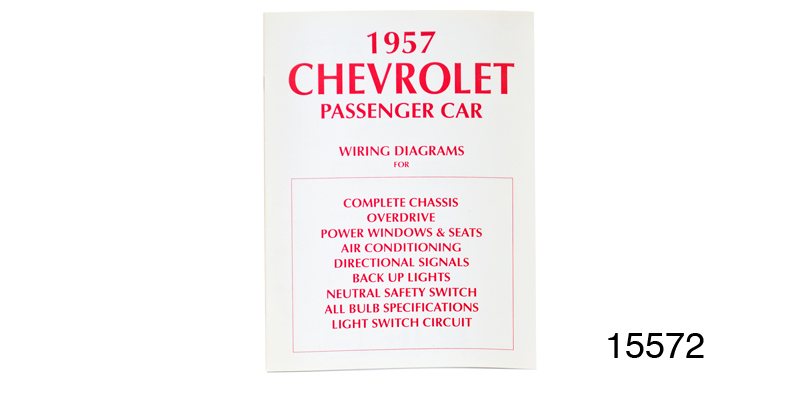 1957
CHEVROLET
PASSENGER CAR
WIRING DIAGRAMS
FOR
COMPLETE CHASSIS
OVERDRIVE
POWER WINDOWS & SEATS
AIR CONDITIONING
DIRECTIONAL SIGNALS
BACK UP LIGHTS
NEUTRAL SAFETY SWITCH
ALL BULB SPECIFICATIONS
LIGHT SWITCH CIRCUIT
15572